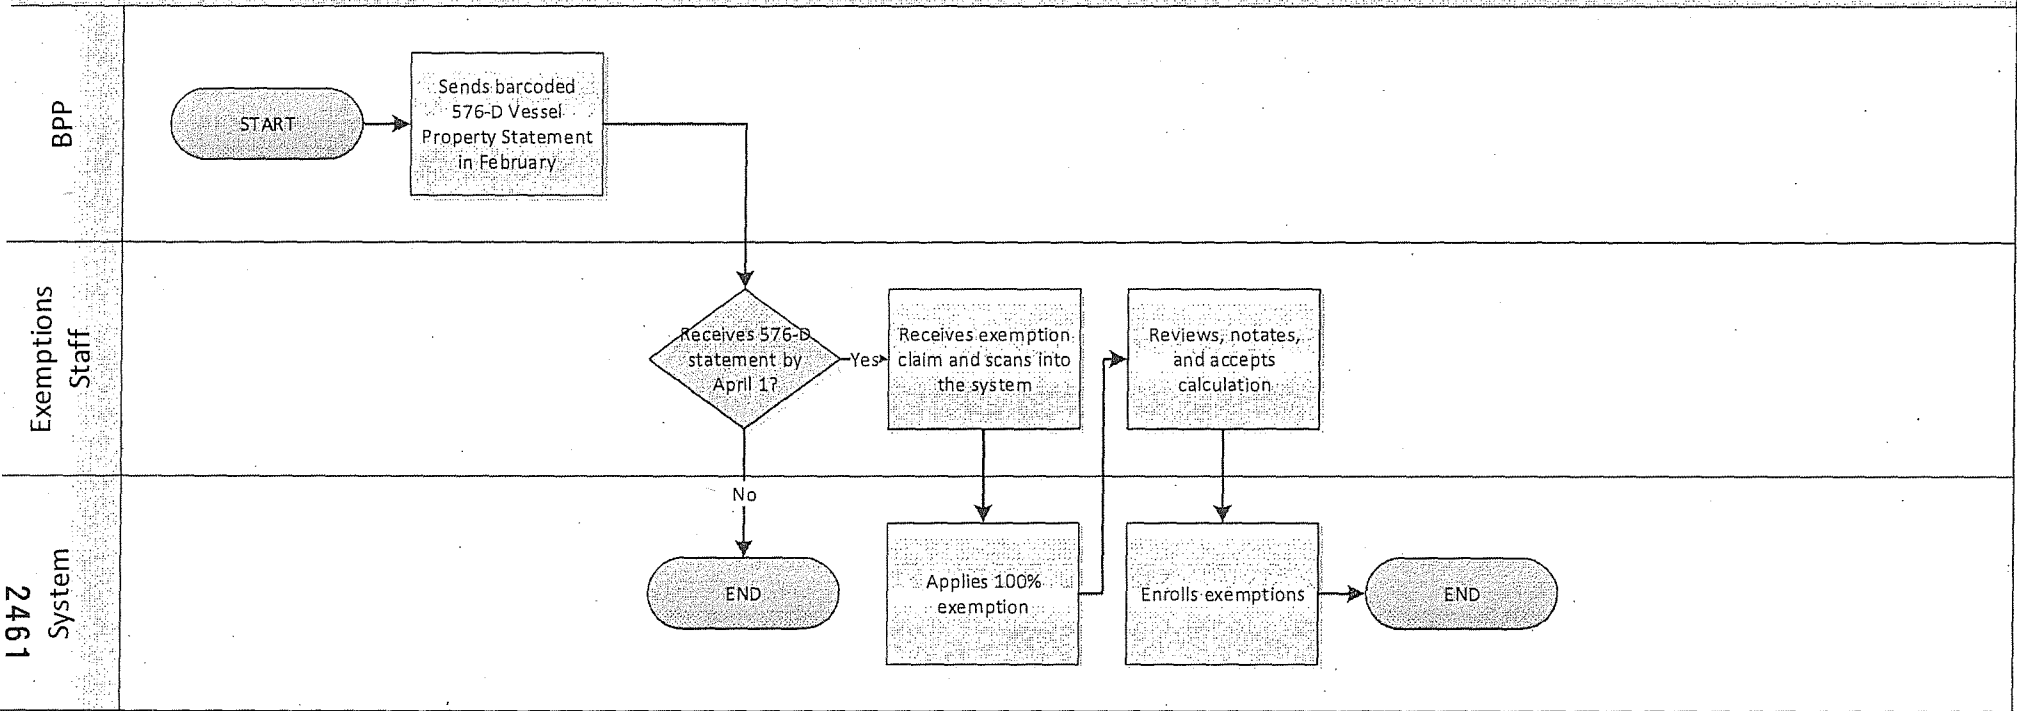 BPP
START
Sends barcoded
576-D Vessel
Property Statement
in February
Exemptions
Staff
Receives 576-D
statement by
April 1?
Yes
Receives exemption
claim and scans into
the system
Reviews, notates,
and accepts
calculation
No
System
END
Applies 100%
exemption
Enrolls exemptions
END
2461